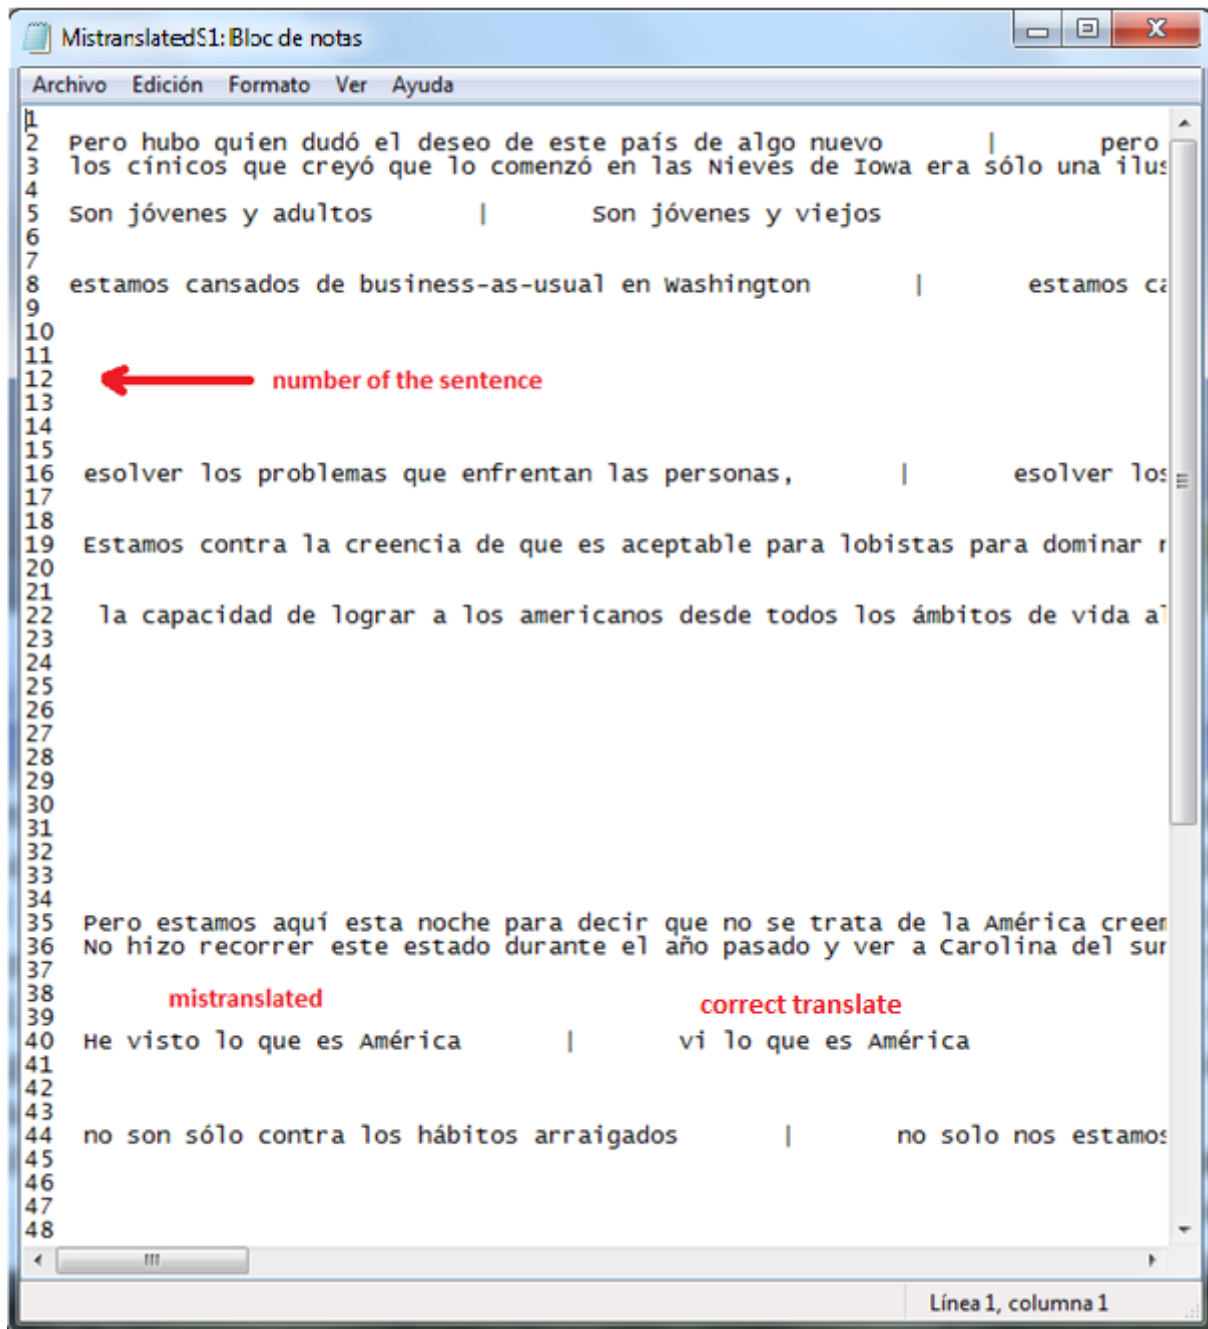 MistranslatedS1: Bloc de notas
Archivo Edición Formato Ver Ayuda
1
2 Pero hubo quien dudó el deseo de este país de algo nuevo | pero
3 los cínicos que creyó que lo comenzó en las Nieves de Iowa era sólo una ilus
4
5 Son jóvenes y adultos | Son jóvenes y viejos
6
7
8 estamos cansados de business-as-usual en Washington | estamos ca
9
10
11
12 number of the sentence
13
14
15
16 esolver los problemas que enfrentan las personas, | esolver los
17
18
19 Estamos contra la creencia de que es aceptable para lobistas para dominar
20
21
22 la capacidad de lograr a los americanos desde todos los ámbitos de vida al
23
24
25
26
27
28
29
30
31
32
33
34
35 Pero estamos aquí esta noche para decir que no se trata de la América creen
36 No hizo recorrer este estado durante el año pasado y ver a Carolina del sur
37
38 mistranslated correct translate
39
40 He visto lo que es América | vi lo que es América
41
42
43
44 no son sólo contra los hábitos arraigados | no solo nos estamos
45
46
47
48
Línea 1, columna 1